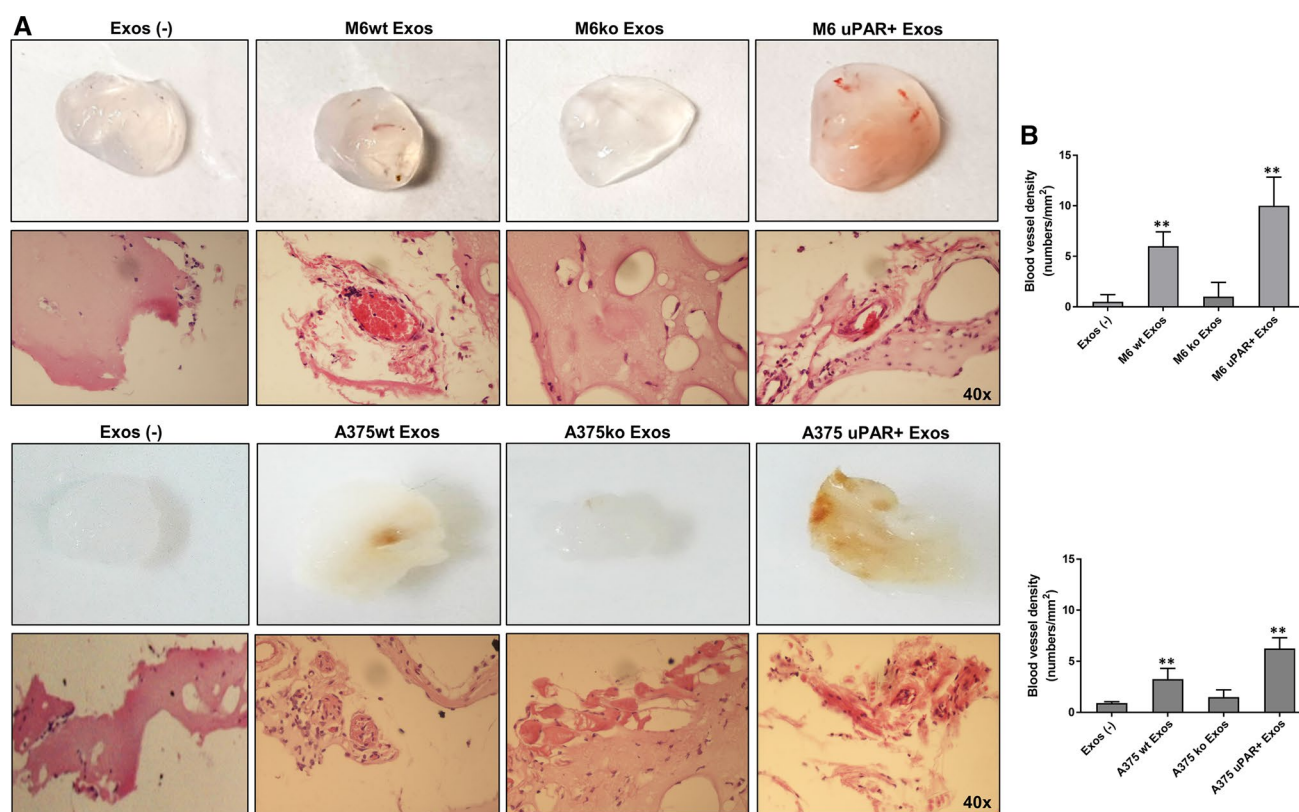 A
Exos (-) M6wt Exos M6ko Exos M6 uPAR+ Exos
40x
Exos (-) A375wt Exos A375ko Exos A375 uPAR+ Exos
40x
B
Blood vessel density
(numbers/mm²)
15
10
5
0
**
**
Exos (-)
M6 wt Exos
M6 ko Exos
M6 uPAR+ Exos
Blood vessel density
(numbers/mm²)
15
10
5
0
**
**
Exos (-)
A375 wt Exos
A375 ko Exos
A375 uPAR+ Exos